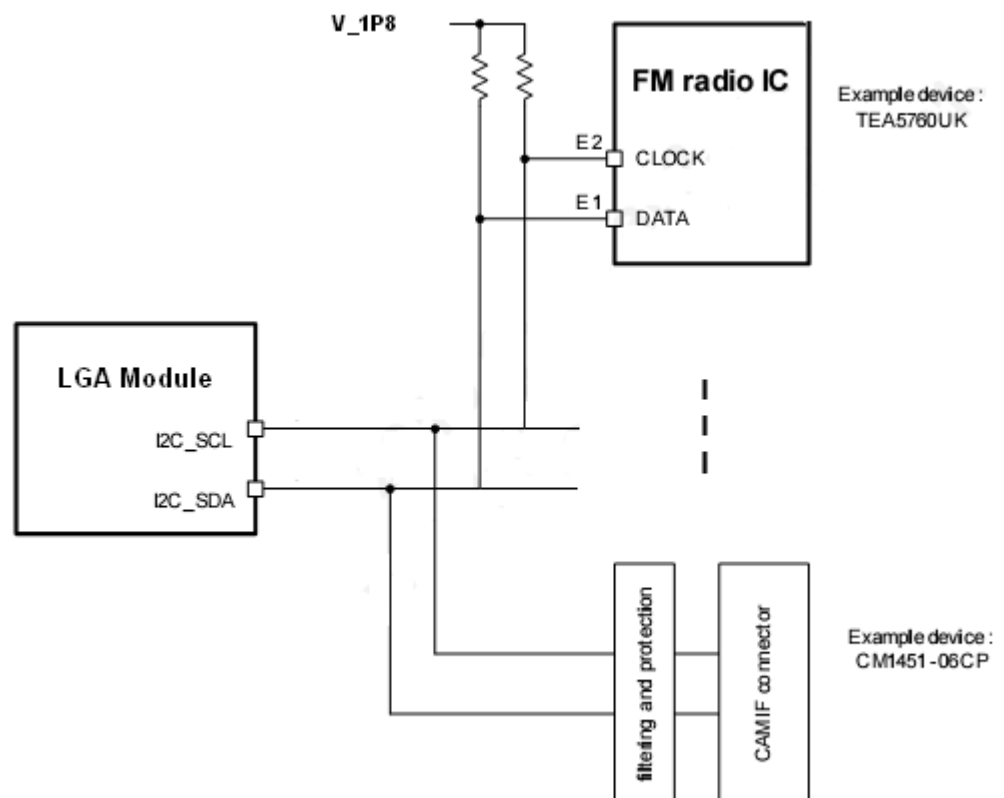 V_1P8
FM radio IC
Example device :
TEA5760UK
E2
CLOCK
E1
DATA
LGA Module
I2C_SCL
I2C_SDA
filtering and protection
CAMIF connector
Example device :
CM1451-06CP